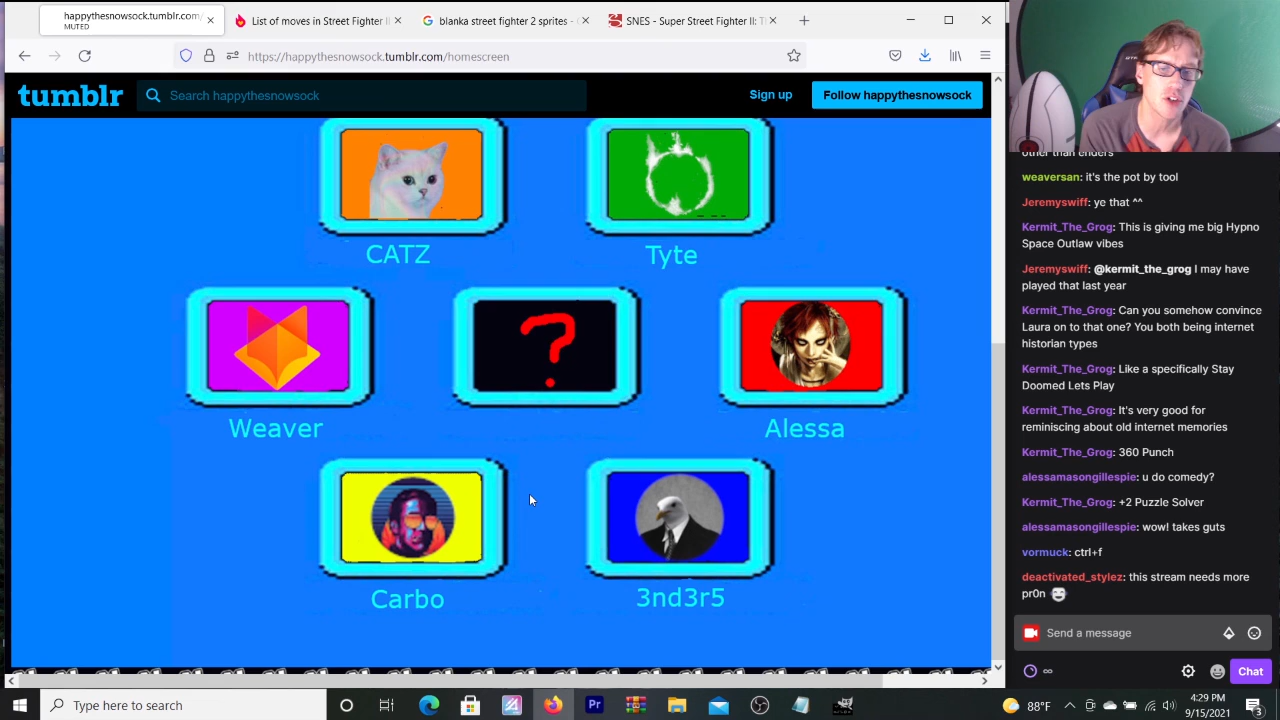 happythesnowsock.tumblr.com/
MUTED
List of moves in Street Fighter II
blanka street fighter 2 sprites -
SNES - Super Street Fighter II:
https://happythesnowsock.tumblr.com/homescreen
tumblr
Search happythesnowsock
Sign up
Follow happythesnowsock
CATZ
Tyte
?
Weaver
Alessa
Carbo
3nd3r5
other than enders
weaversan: it's the pot by tool
Jeremyswiff: ye that ^^
Kermit_The_Grog: This is giving me big Hypno
Space Outlaw vibes
Jeremyswiff: @kermit_the_grog I may have
played that last year
Kermit_The_Grog: Can you somehow convince
Laura on to that one? You both being internet
historian types
Kermit_The_Grog: Like a specifically Stay
Doomed Lets Play
Kermit_The_Grog: It's very good for
reminiscing about old internet memories
Kermit_The_Grog: 360 Punch
alessamasongillespie: u do comedy?
Kermit_The_Grog: +2 Puzzle Solver
alessamasongillespie: wow! takes guts
vormuck: ctrl+f
deactivated_stylez: this stream needs more
pr0n
Send a message
∞
Chat
Type here to search
Pr
88°F
4:29 PM
9/15/2021
3